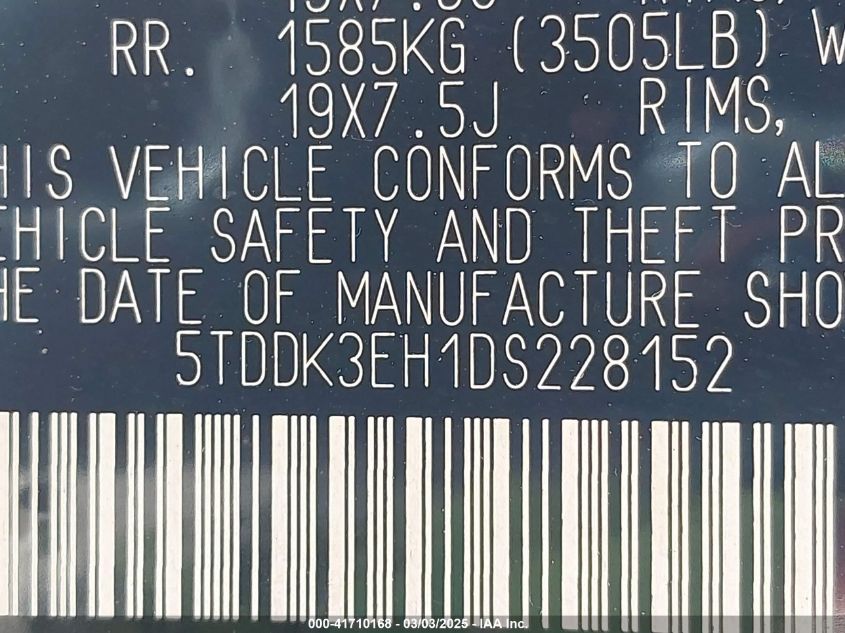 RR. 1585KG (3505LB) W
19X7.5J RIMS,
HIS VEHICLE CONFORMS TO AL
EHICLE SAFETY AND THEFT PR
HE DATE OF MANUFACTURE SHO
5TDDK3EH1DS228152
000-41710168 - 03/03/2025 - IAA Inc.